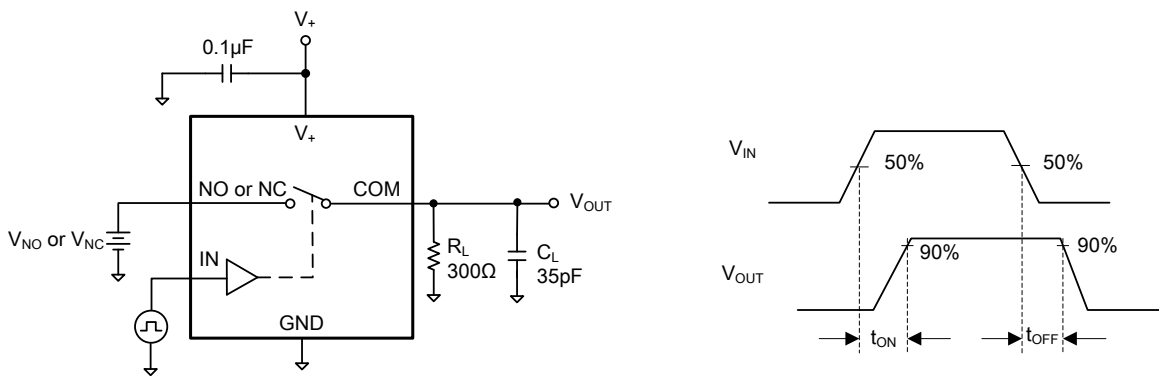 V+
0.1µF
V+
NO or NC
COM
VOUT
VNO or VNC
IN
RL
300Ω
CL
35pF
GND
VIN
50%
50%
VOUT
90%
90%
tON
tOFF